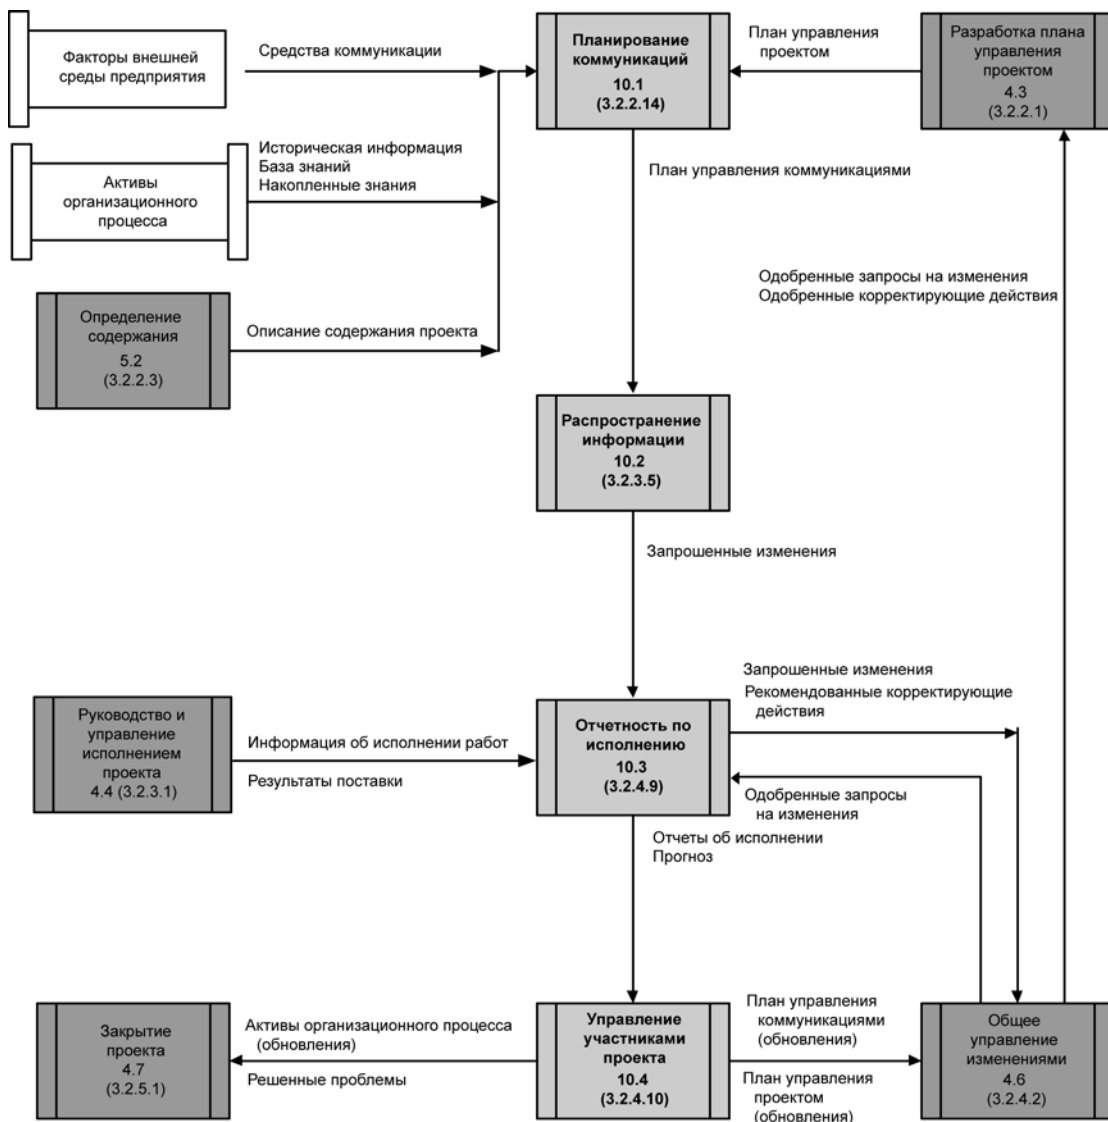 Факторы внешней
среды предприятия
Средства коммуникации
Планирование
коммуникаций
10.1
(3.2.2.14)
План управления
проектом
Разработка плана
управления
проектом
4.3
(3.2.2.1)
Активы
организационного
процесса
Историческая информация
База знаний
Накопленные знания
План управления коммуникациями
Одобренные запросы на изменения
Одобренные корректирующие действия
Определение
содержания
5.2
(3.2.2.3)
Описание содержания проекта
Распространение
информации
10.2
(3.2.3.5)
Запрошенные изменения
Руководство и
управление
исполнением
проекта
4.4 (3.2.3.1)
Информация об исполнении работ
Результаты поставки
Отчетность по
исполнению
10.3
(3.2.4.9)
Запрошенные изменения
Рекомендованные корректирующие
действия
Одобренные запросы
на изменения
Отчеты об исполнении
Прогноз
Закрытие
проекта
4.7
(3.2.5.1)
Активы организационного процесса
(обновления)
Решенные проблемы
Управление
участниками
проекта
10.4
(3.2.4.10)
План управления
коммуникациями
(обновления)
План управления
проектом
(обновления)
Общее
управление
изменениями
4.6
(3.2.4.2)